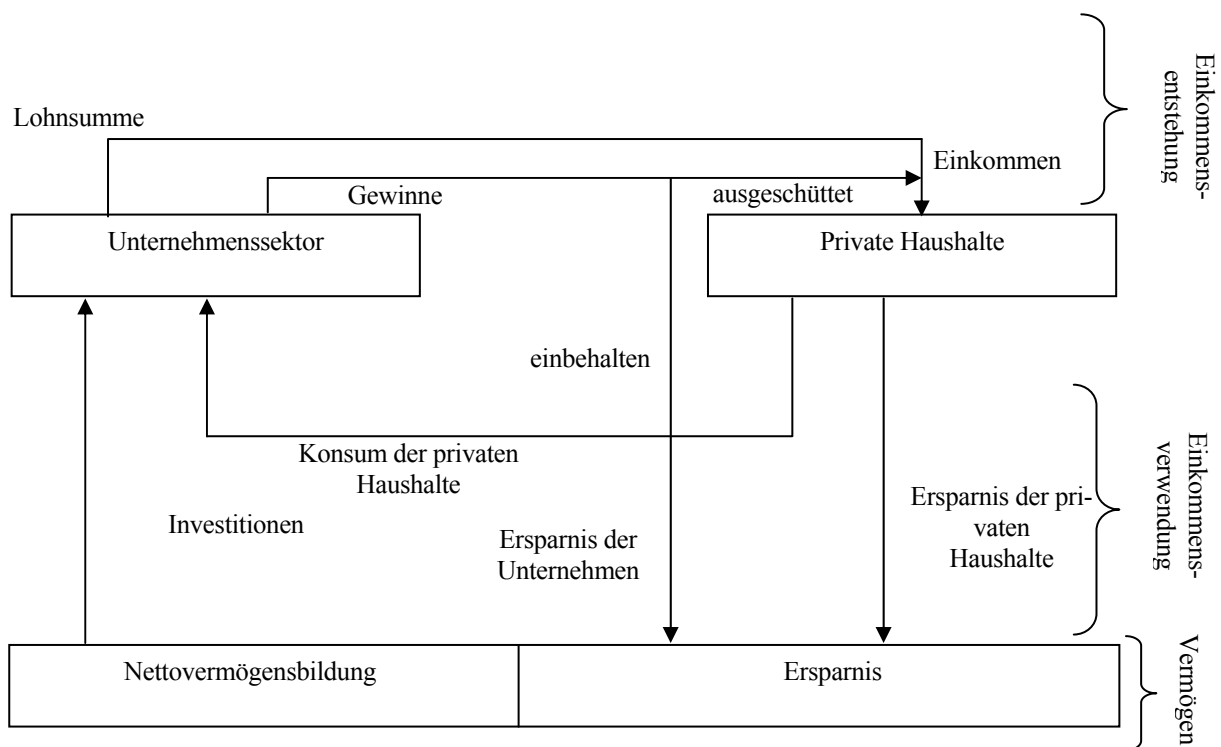 Einkommens-
entstehung
Lohnsumme
Einkommen
Gewinne
ausgeschüttet
Unternehmenssektor
Private Haushalte
einbehalten
Konsum der privaten
Haushalte
Einkommens-
verwendung
Investitionen
Ersparnis der
Unternehmen
Ersparnis der pri-
vaten
Haushalte
Nettovermögensbildung
Ersparnis
Vermögen